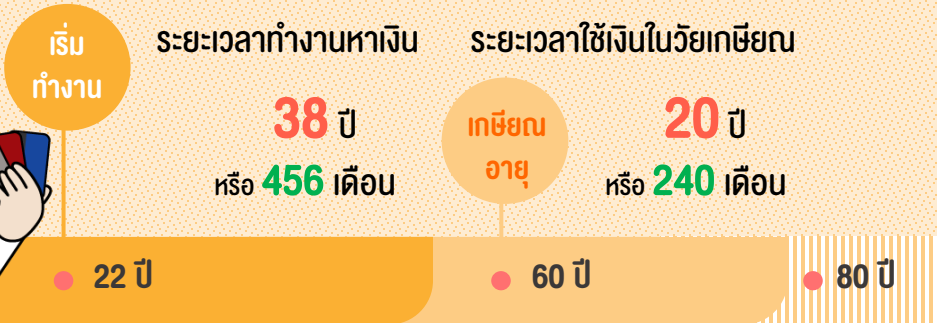 เริ่ม
ทำงาน
ระยะเวลาทำงานหาเงิน
38 ปี
หรือ 456 เดือน
ระยะเวลาใช้เงินในวัยเกษียณ
เกษียณ
อายุ
20 ปี
หรือ 240 เดือน
22 ปี
60 ปี
80 ปี